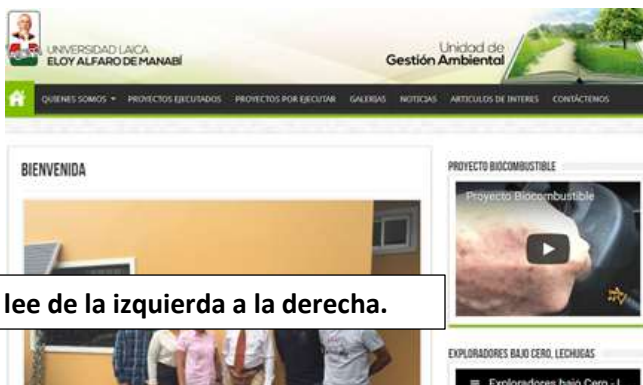 UNIVERSIDAD LAICA
ELOY ALFARO DE MANABÍ
Unidad de
Gestión Ambiental
QUIENES SOMOS PROYECTOS EJECUTADOS PROYECTOS POR EJECUTAR GALERIAS NOTICIAS ARTICULOS DE INTERES CONTÁCTENOS
BIENVENIDA
PROYECTO BIOCOMBUSTIBLE
Proyecto Biocombustible
lee de la izquierda a la derecha.
EXPLORADORES BAJO CERO, LECHUGAS
Exploradores bajo Cero - L